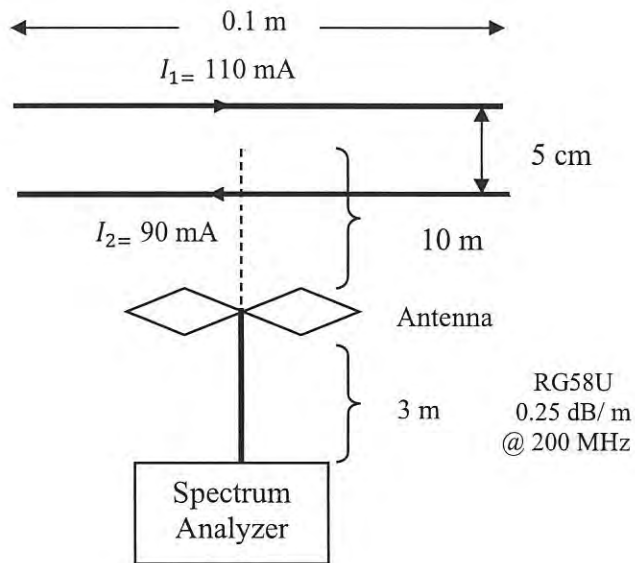 0.1 m
I₁₌ 110 mA
5 cm
I₂₌ 90 mA
10 m
Antenna
3 m
RG58U
0.25 dB/ m
@ 200 MHz
Spectrum
Analyzer